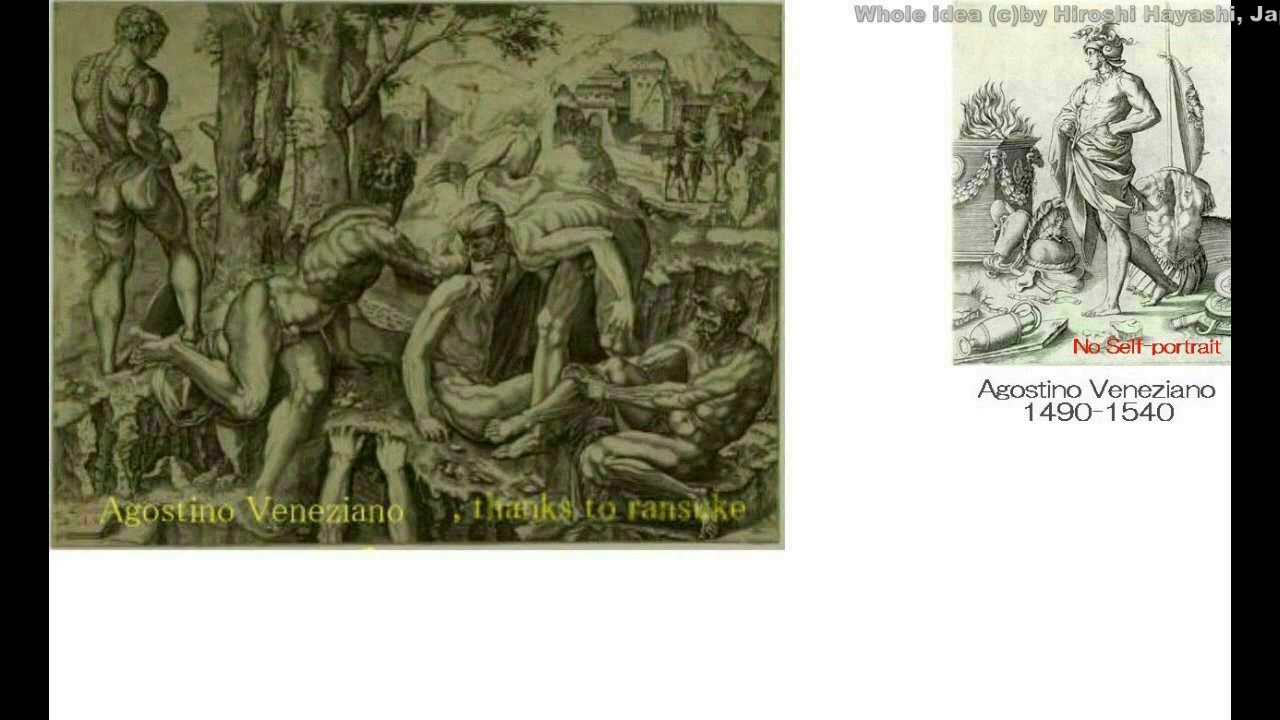 Whole idea (c)by Hiroshi Hayashi, Ja
Agostino Veneziano , thanks to ransuke
No Self-portrait
Agostino Veneziano
1490-1540